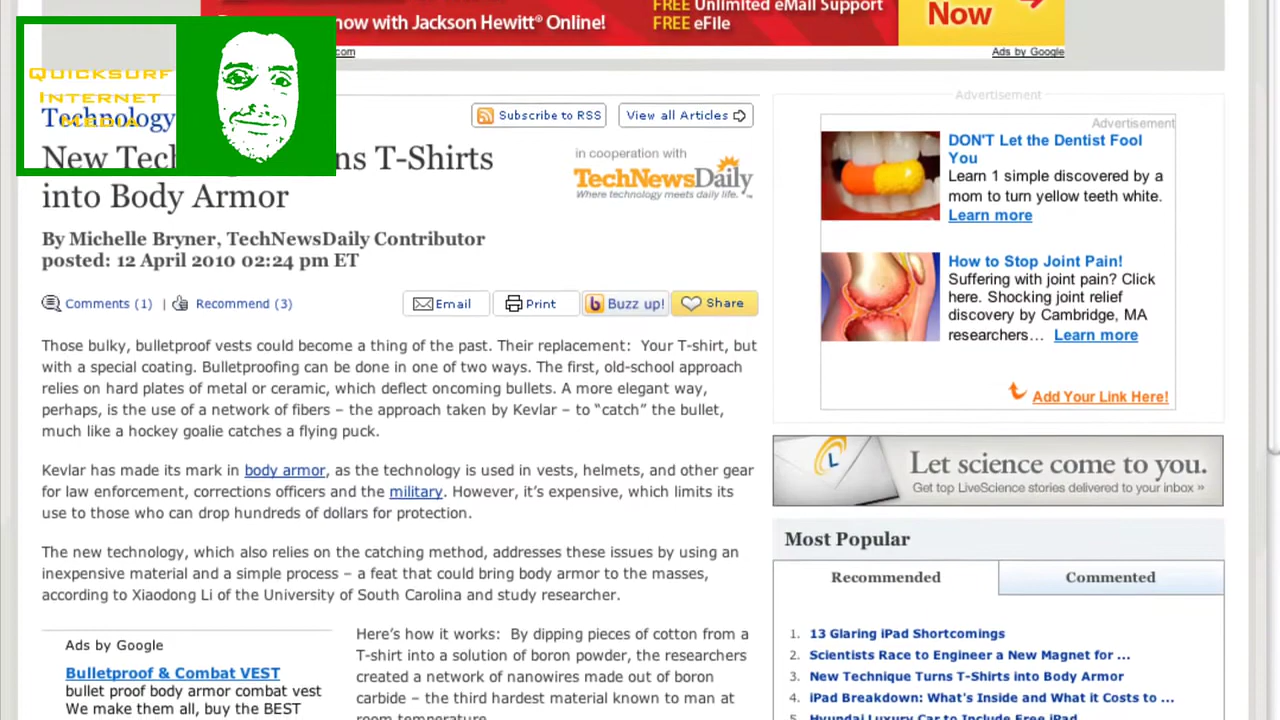 now with Jackson Hewitt® Online!
FREE Unlimited eMail Support
FREE eFile
Now
.com
Ads by Google
QUICKSURF
INTERNET
MEDIA
Technology
Subscribe to RSS
View all Articles
New Tec ns T-Shirts
into Body Armor
in cooperation with
TechNewsDaily
Where technology meets daily life.™
By Michelle Bryner, TechNewsDaily Contributor
posted: 12 April 2010 02:24 pm ET
Comments (1) | Recommend (3)
Email
Print
Buzz up!
Share
Those bulky, bulletproof vests could become a thing of the past. Their replacement: Your T-shirt, but
with a special coating. Bulletproofing can be done in one of two ways. The first, old-school approach
relies on hard plates of metal or ceramic, which deflect oncoming bullets. A more elegant way,
perhaps, is the use of a network of fibers – the approach taken by Kevlar – to “catch” the bullet,
much like a hockey goalie catches a flying puck.
Kevlar has made its mark in body armor, as the technology is used in vests, helmets, and other gear
for law enforcement, corrections officers and the military. However, it’s expensive, which limits its
use to those who can drop hundreds of dollars for protection.
The new technology, which also relies on the catching method, addresses these issues by using an
inexpensive material and a simple process – a feat that could bring body armor to the masses,
according to Xiaodong Li of the University of South Carolina and study researcher.
Ads by Google
Bulletproof & Combat VEST
bullet proof body armor combat vest
We make them all, buy the BEST
Here’s how it works: By dipping pieces of cotton from a
T-shirt into a solution of boron powder, the researchers
created a network of nanowires made out of boron
carbide – the third hardest material known to man at
room temperature.
Advertisement
Advertisement
DON'T Let the Dentist Fool
You
Learn 1 simple discovered by a
mom to turn yellow teeth white.
Learn more
How to Stop Joint Pain!
Suffering with joint pain? Click
here. Shocking joint relief
discovery by Cambridge, MA
researchers… Learn more
Add Your Link Here!
L
Let science come to you.
Get top LiveScience stories delivered to your inbox »
Most Popular
Recommended
Commented
1. 13 Glaring iPad Shortcomings
2. Scientists Race to Engineer a New Magnet for ...
3. New Technique Turns T-Shirts into Body Armor
4. iPad Breakdown: What's Inside and What it Costs to ...
5. Hyundai Luxury Car to Include Free iPad